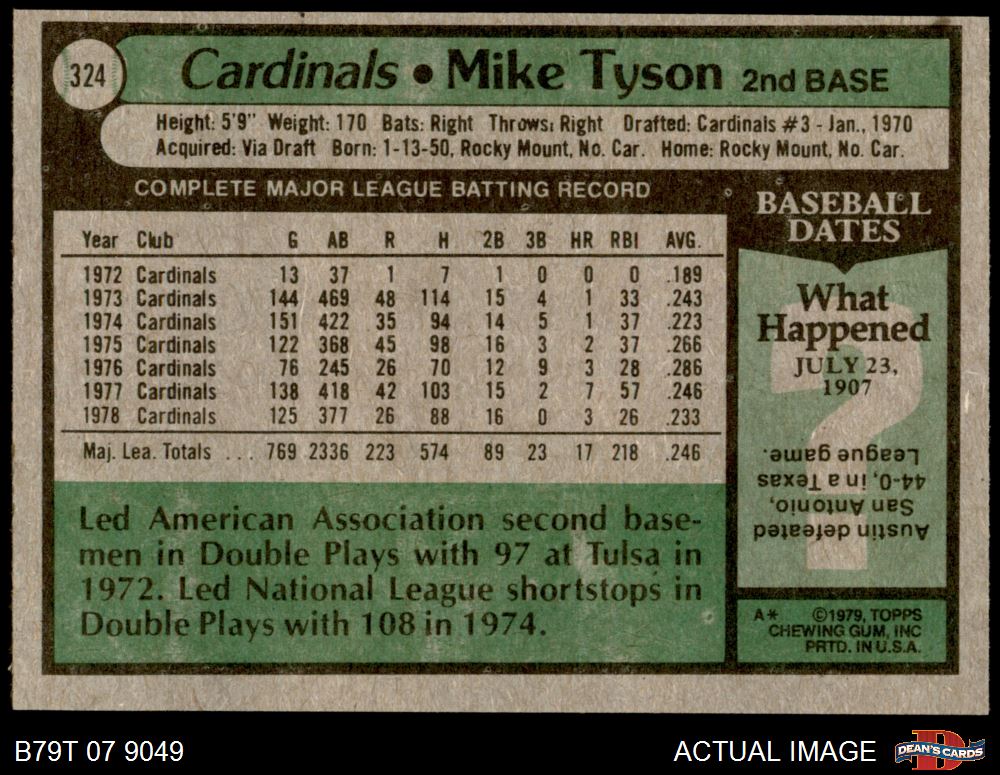 324
Cardinals • Mike Tyson 2nd BASE
Height: 5'9" Weight: 170 Bats: Right Throws: Right Drafted: Cardinals #3 - Jan., 1970
Acquired: Via Draft Born: 1-13-50, Rocky Mount, No. Car. Home: Rocky Mount, No. Car.
COMPLETE MAJOR LEAGUE BATTING RECORD
Year Club G AB R H 2B 3B HR RBI AVG.
1972 Cardinals 13 37 1 7 1 0 0 0 .189
1973 Cardinals 144 469 48 114 15 4 1 33 .243
1974 Cardinals 151 422 35 94 14 5 1 37 .223
1975 Cardinals 122 368 45 98 16 3 2 37 .266
1976 Cardinals 76 245 26 70 12 9 3 28 .286
1977 Cardinals 138 418 42 103 15 2 7 57 .246
1978 Cardinals 125 377 26 88 16 0 3 26 .233
Maj. Lea. Totals ... 769 2336 223 574 89 23 17 218 .246
Led American Association second base-
men in Double Plays with 97 at Tulsa in
1972. Led National League shortstops in
Double Plays with 108 in 1974.
BASEBALL
DATES
What
Happened
JULY 23,
1907
?
Austin defeated
San Antonio,
44-0, in a Texas
League game.
A* ©1979, TOPPS
CHEWING GUM, INC
PRTD. IN U.S.A.
B79T 07 9049
ACTUAL IMAGE
D
DEAN'S CARDS